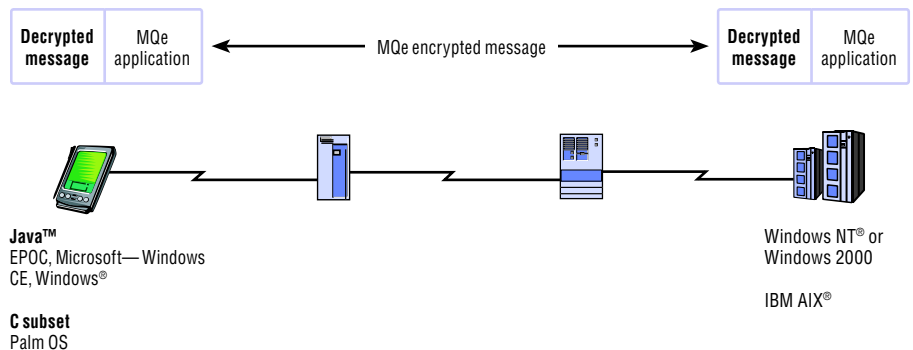 Decrypted
message
MQe
application
MQe encrypted message
Decrypted
message
MQe
application
Java™
EPOC, Microsoft— Windows
CE, Windows®
C subset
Palm OS
Windows NT® or
Windows 2000
IBM AIX®